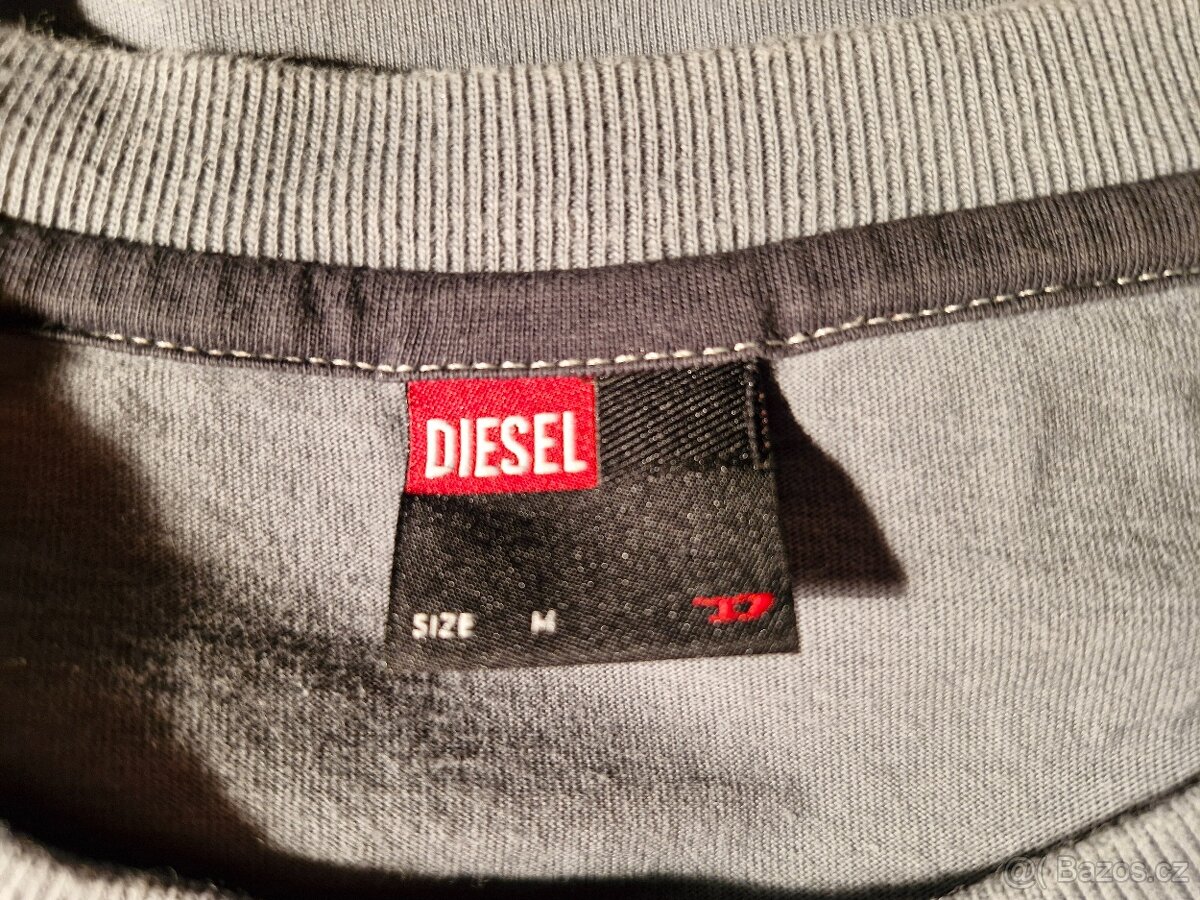 DIESEL
SIZE M
D
@( Bazos.cz